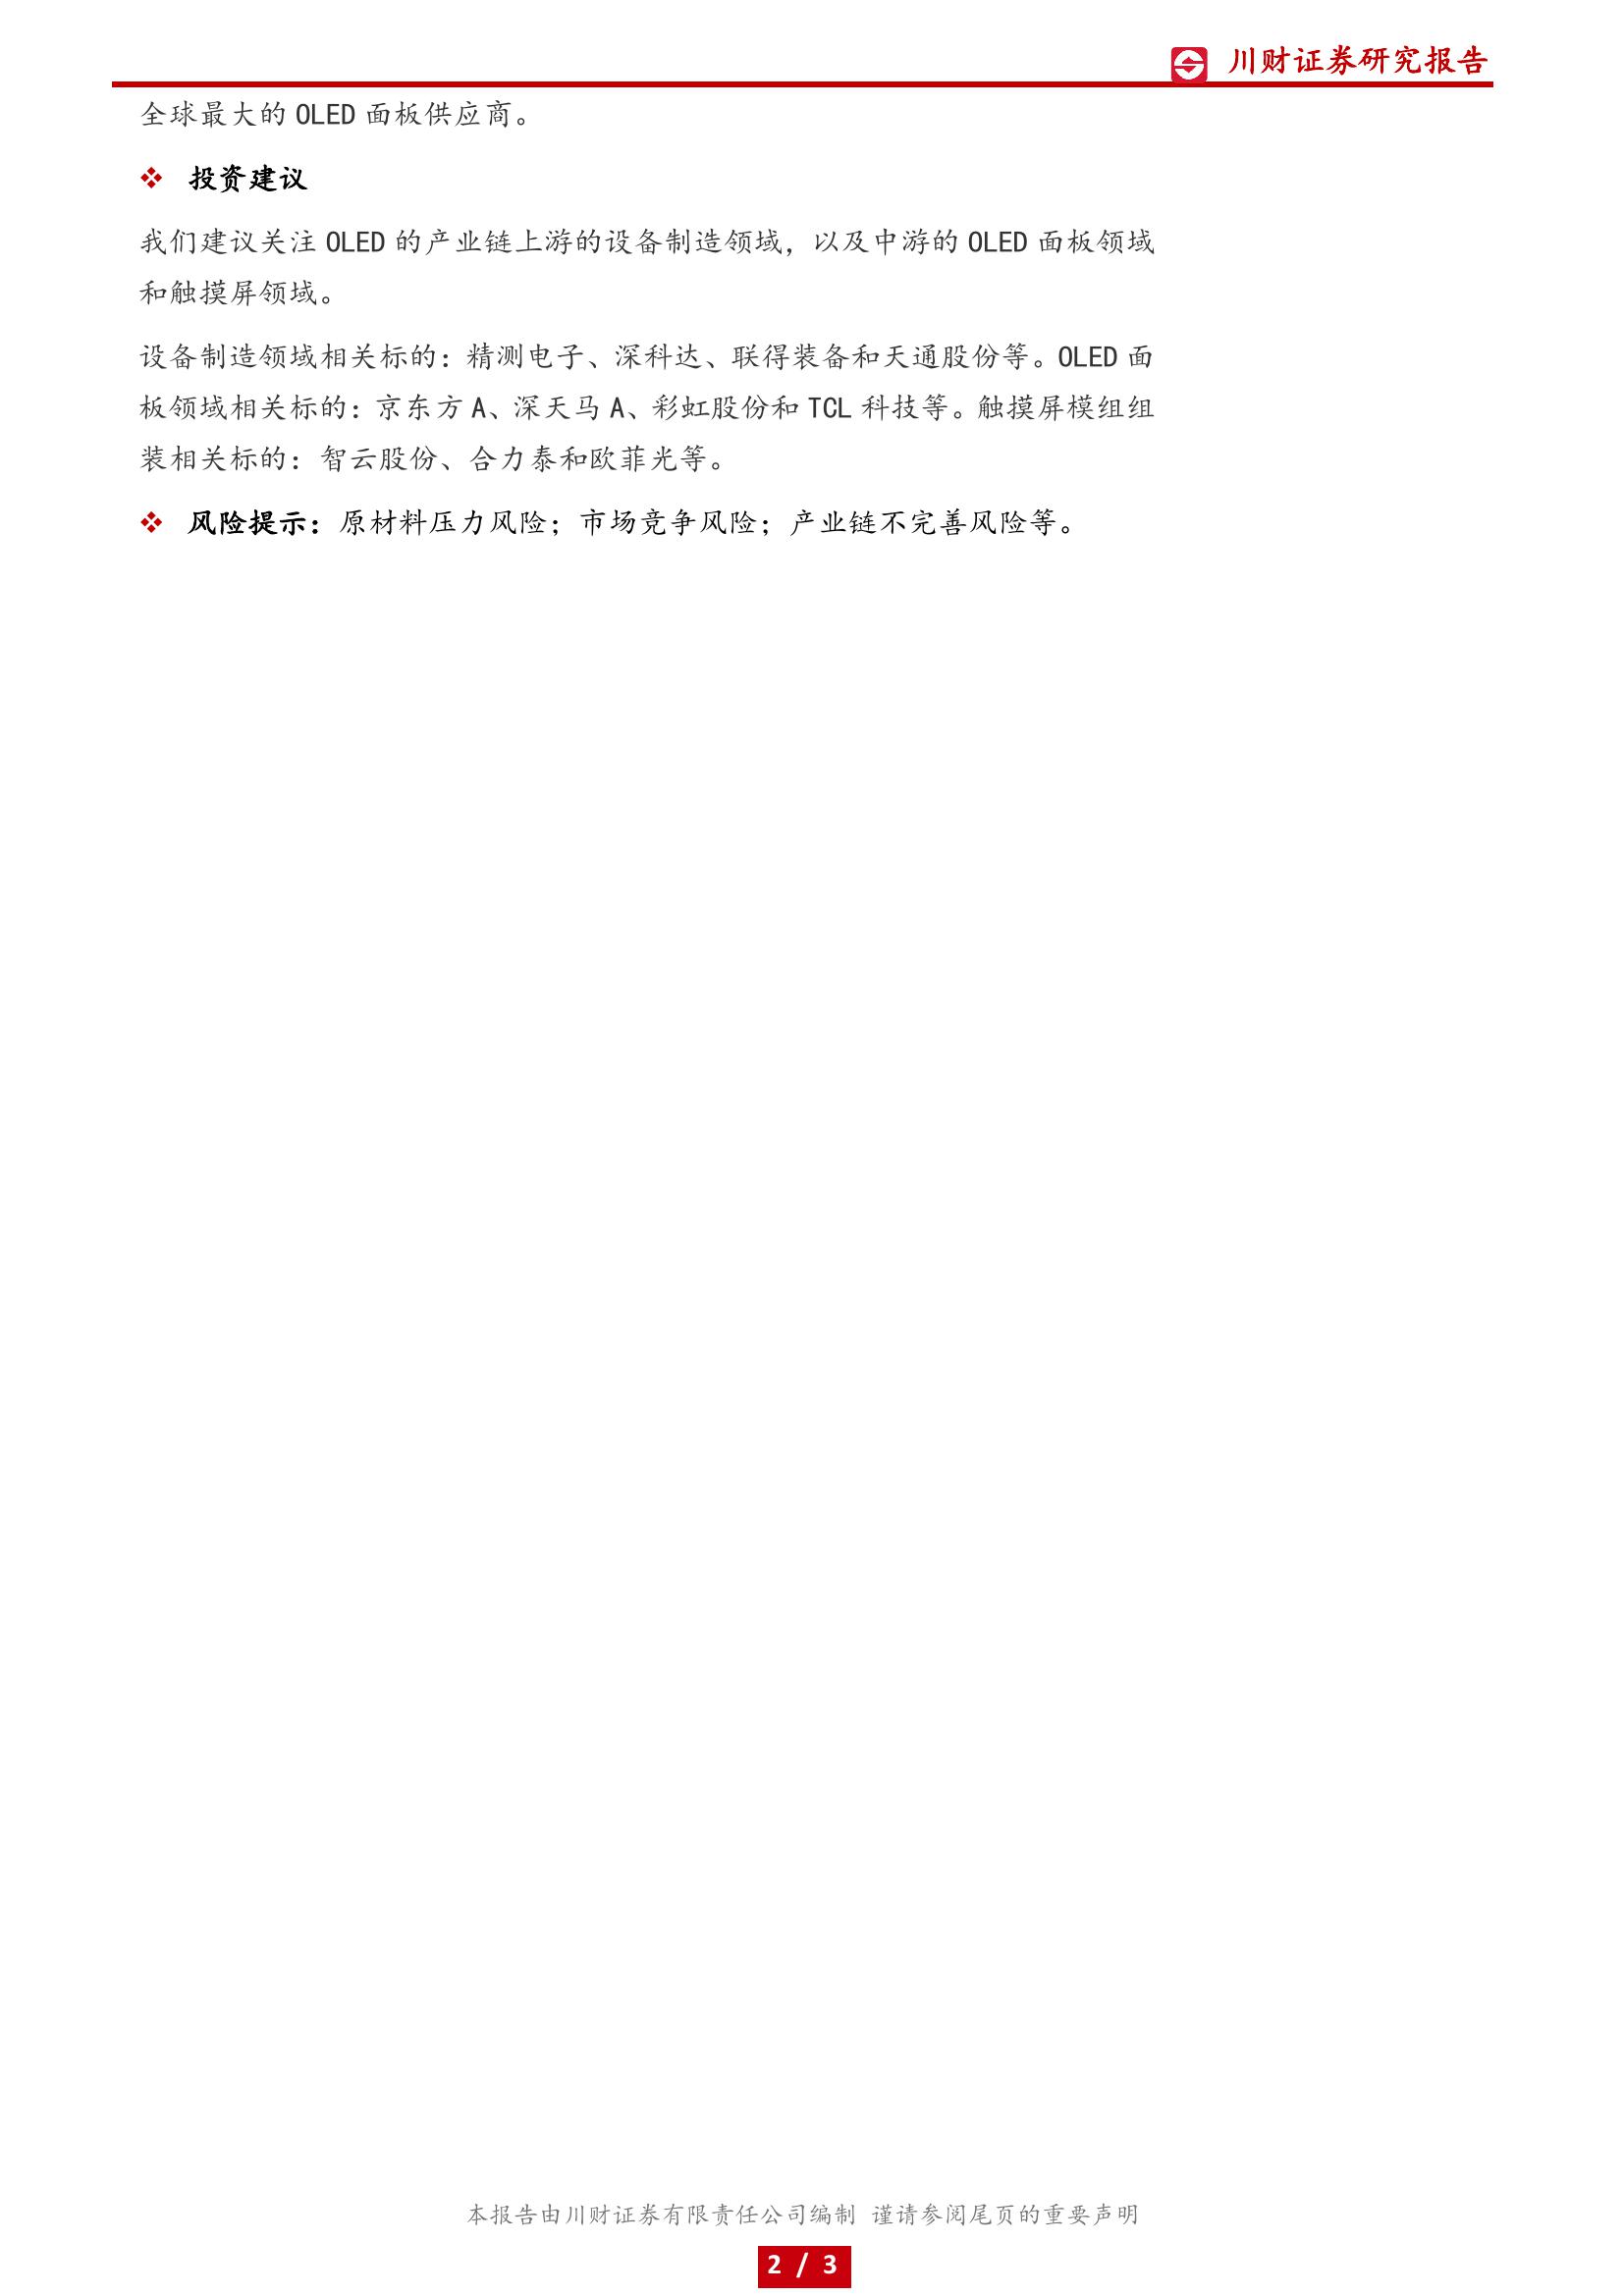 川财证券研究报告
全球最大的 OLED 面板供应商。
❖ 投资建议
我们建议关注 OLED 的产业链上游的设备制造领域，以及中游的 OLED 面板领域
和触摸屏领域。
设备制造领域相关标的：精测电子、深科达、联得装备和天通股份等。OLED 面
板领域相关标的：京东方 A、深天马 A、彩虹股份和 TCL 科技等。触摸屏模组组
装相关标的：智云股份、合力泰和欧菲光等。
❖ 风险提示：原材料压力风险；市场竞争风险；产业链不完善风险等。
本报告由川财证券有限责任公司编制 谨请参阅尾页的重要声明
2 / 3